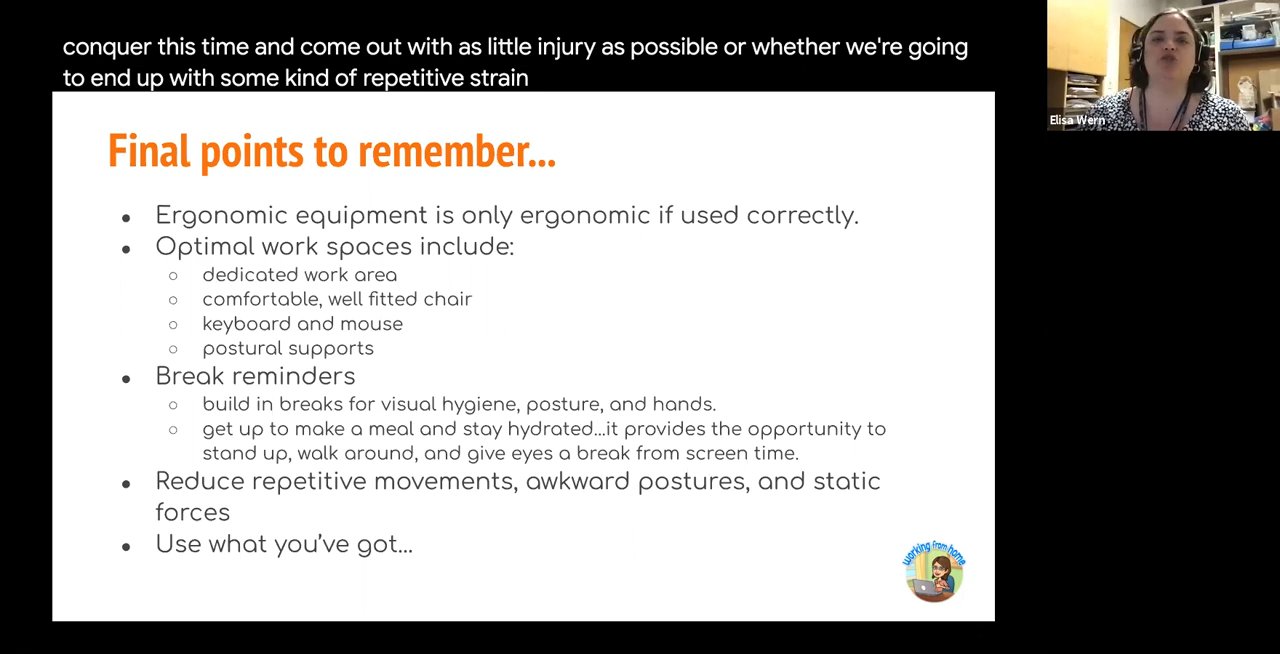 conquer this time and come out with as little injury as possible or whether we're going
to end up with some kind of repetitive strain
Elisa Wern
Final points to remember...
● Ergonomic equipment is only ergonomic if used correctly.
● Optimal work spaces include:
○ dedicated work area
○ comfortable, well fitted chair
○ keyboard and mouse
○ postural supports
● Break reminders
○ build in breaks for visual hygiene, posture, and hands.
○ get up to make a meal and stay hydrated...it provides the opportunity to
stand up, walk around, and give eyes a break from screen time.
● Reduce repetitive movements, awkward postures, and static
forces
● Use what you've got...
working from home